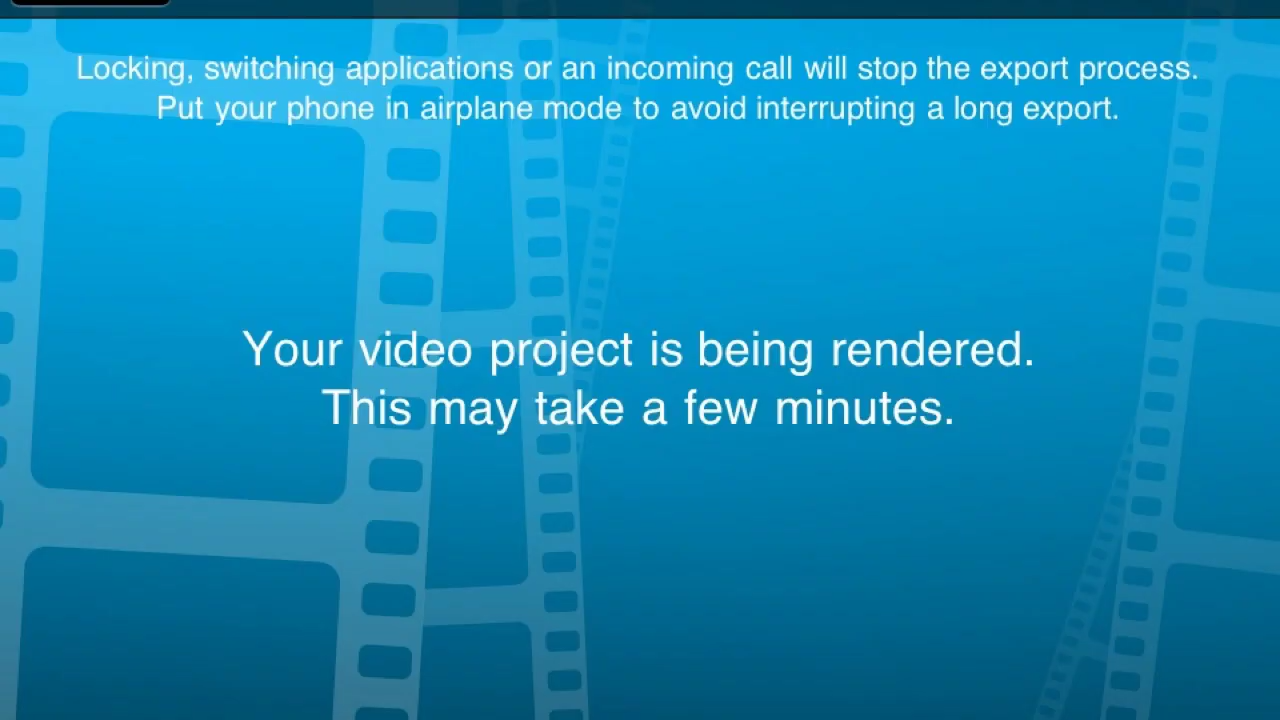 Locking, switching applications or an incoming call will stop the export process.
Put your phone in airplane mode to avoid interrupting a long export.
Your video project is being rendered.
This may take a few minutes.